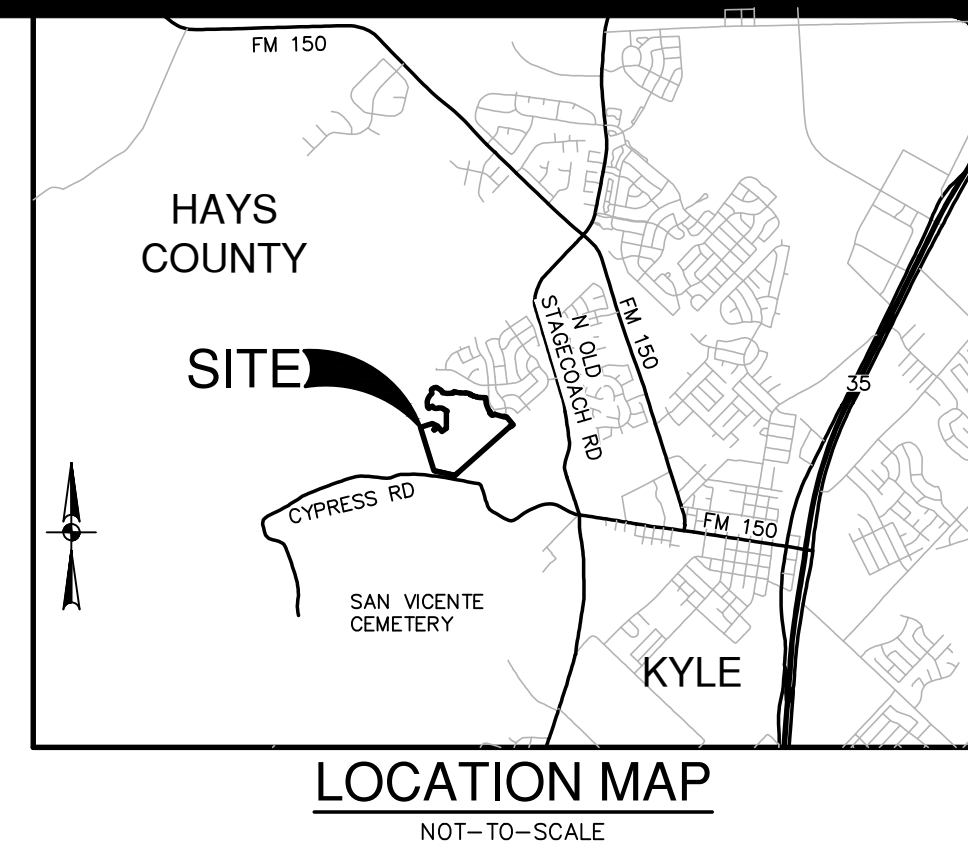 FM 150
HAYS
COUNTY
N OLD
STAGECOACH RD
FM 150
SITE
35
CYPRESS RD
FM 150
SAN VICENTE
CEMETERY
KYLE
LOCATION MAP
NOT-TO-SCALE